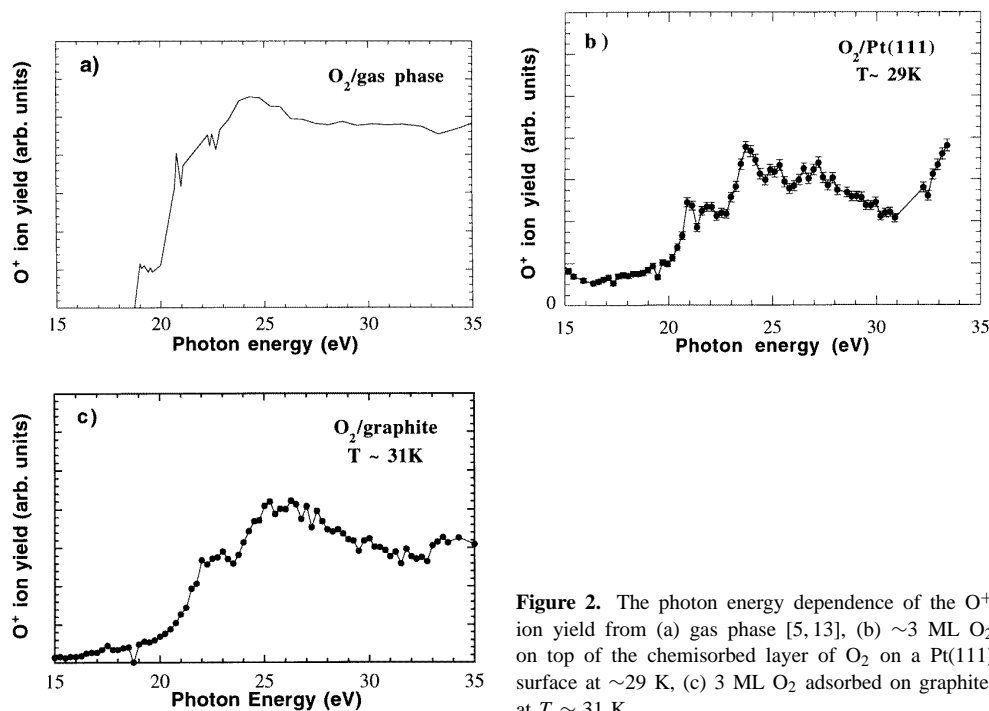 a)
O₂/gas phase
O⁺ ion yield (arb. units)
15 20 25 30 35
Photon energy (eV)
b)
O₂/Pt(111)
T~ 29K
O⁺ ion yield (arb. units)
0
15 20 25 30 35
Photon energy (eV)
c)
O₂/graphite
T ~ 31K
O⁺ ion yield (arb. units)
15 20 25 30 35
Photon Energy (eV)
Figure 2. The photon energy dependence of the O⁺
ion yield from (a) gas phase [5, 13], (b) ∼3 ML O₂
on top of the chemisorbed layer of O₂ on a Pt(111)
surface at ∼29 K, (c) 3 ML O₂ adsorbed on graphite
at T ∼ 31 K